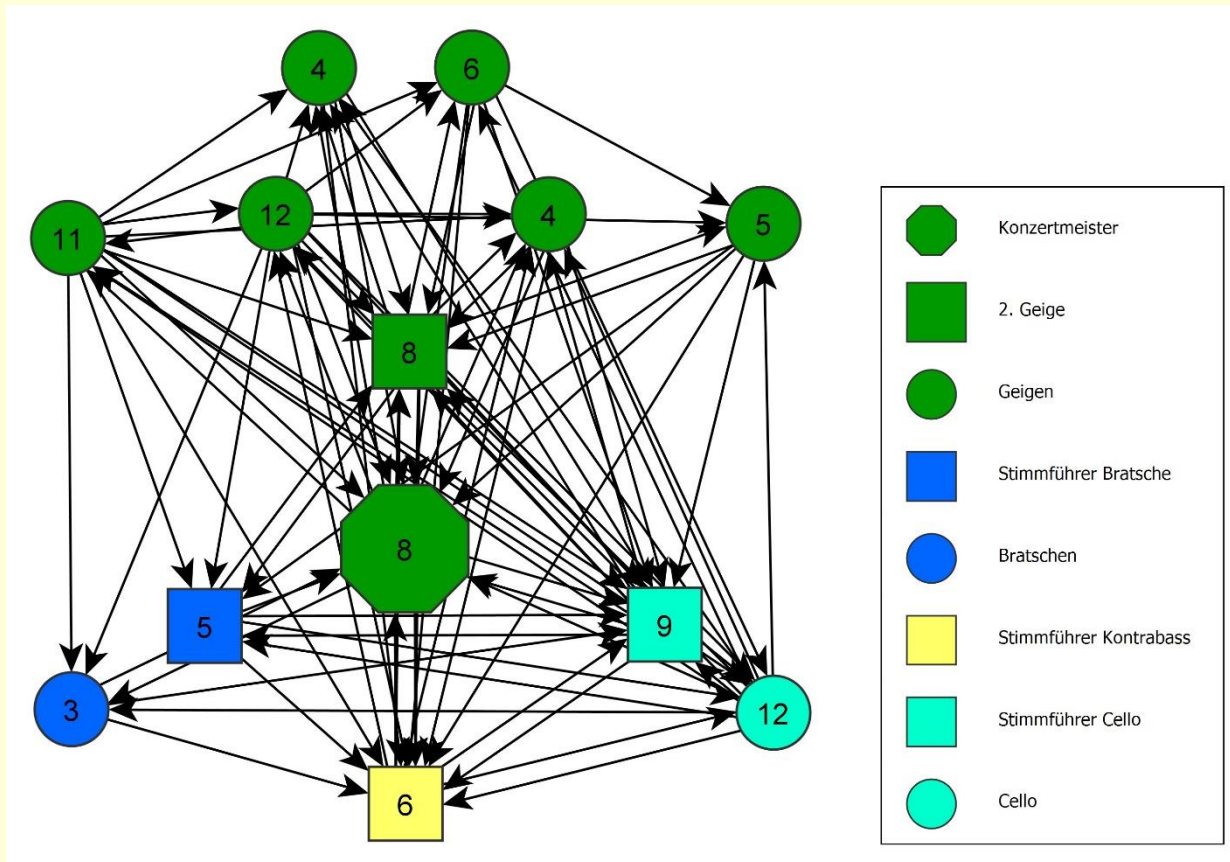 4
6
11
12
4
5
8
8
5
9
3
12
6
Konzertmeister
2. Geige
Geigen
Stimmführer Bratsche
Bratschen
Stimmführer Kontrabass
Stimmführer Cello
Cello